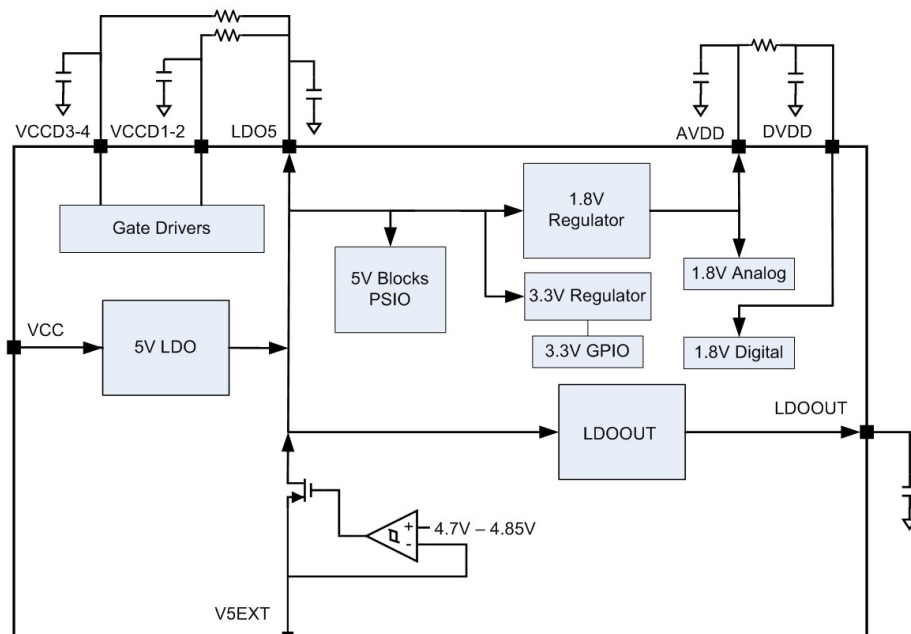 VCCD3-4
VCCD1-2
LDO5
AVDD
DVDD
Gate Drivers
1.8V
Regulator
5V Blocks
PSIO
3.3V Regulator
1.8V Analog
3.3V GPIO
1.8V Digital
VCC
5V LDO
LDOOUT
LDOOUT
+
-
4.7V – 4.85V
V5EXT